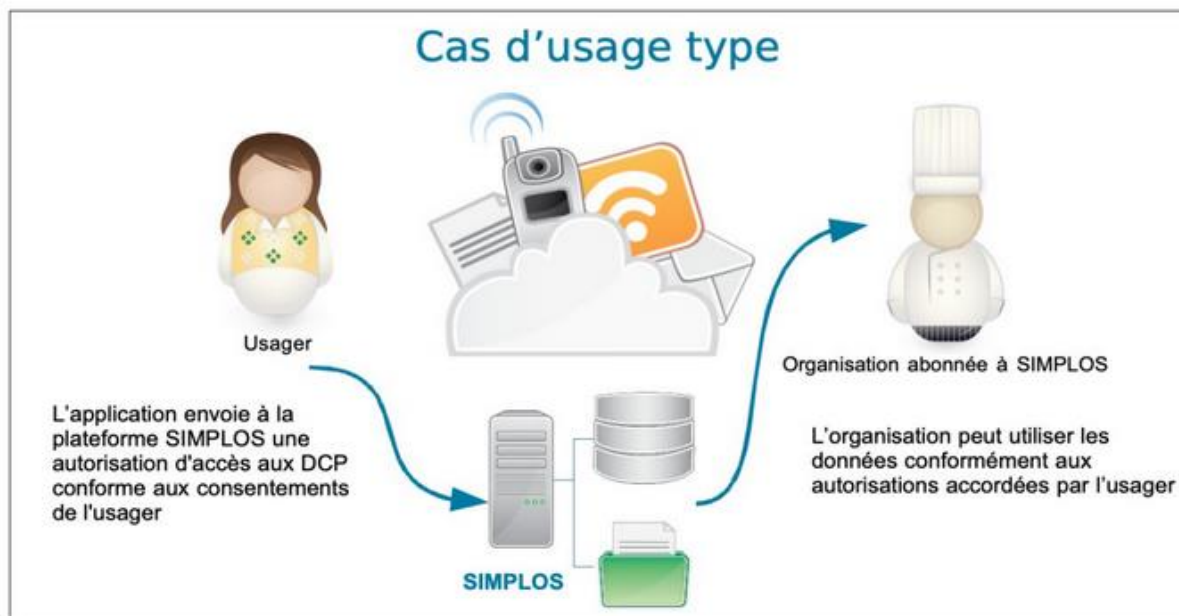 Cas d’usage type
Usager
L’application envoie à la
plateforme SIMPLOS une
autorisation d'accès aux DCP
conforme aux consentements
de l'usager
SIMPLOS
Organisation abonnée à SIMPLOS
L’organisation peut utiliser les
données conformément aux
autorisations accordées par l’usager